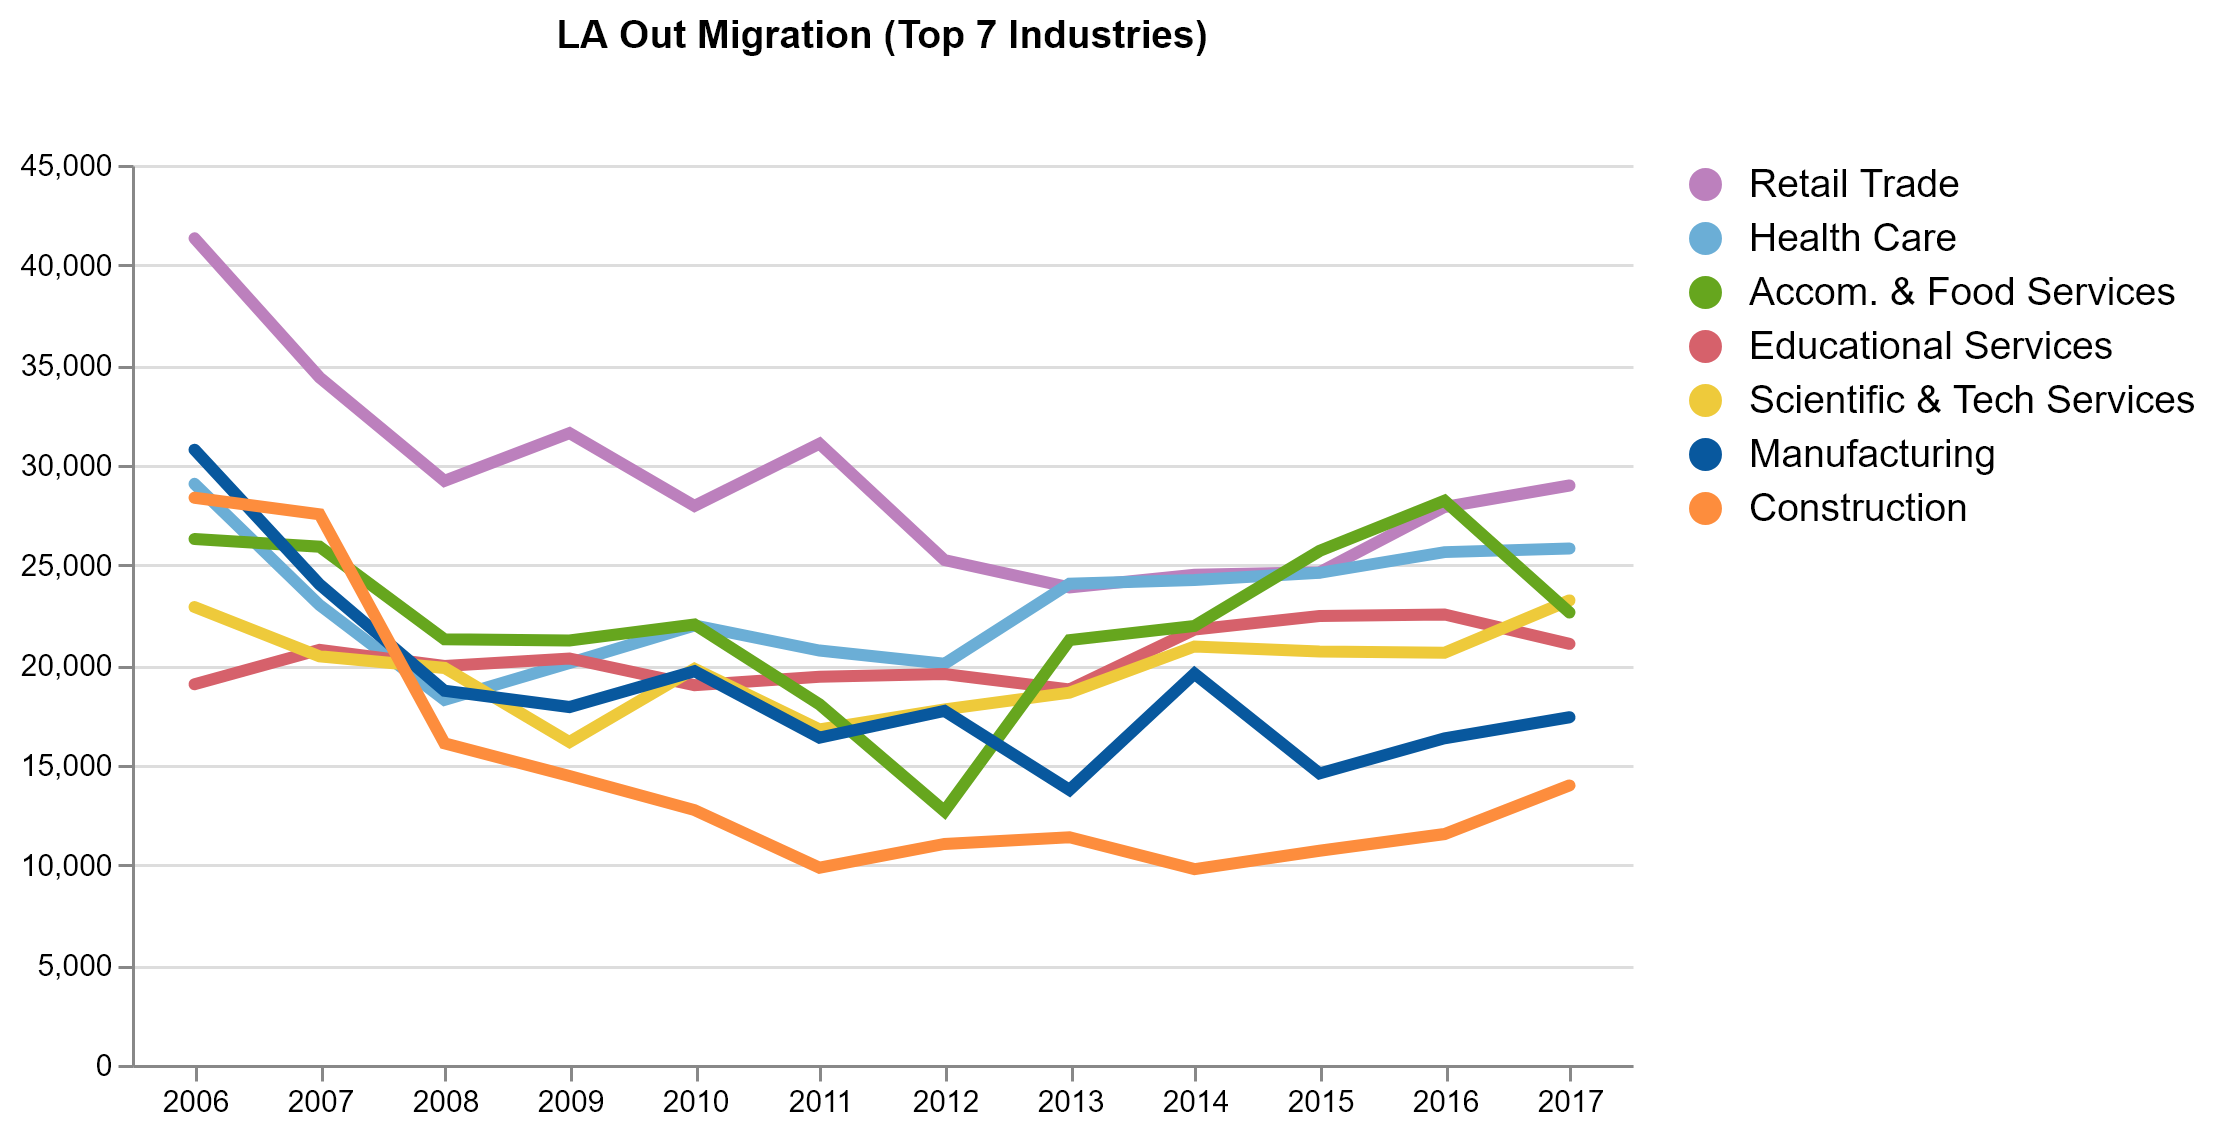 LA Out Migration (Top 7 Industries)
45,000
40,000
35,000
30,000
25,000
20,000
15,000
10,000
5,000
0
2006 2007 2008 2009 2010 2011 2012 2013 2014 2015 2016 2017
Retail Trade
Health Care
Accom. & Food Services
Educational Services
Scientific & Tech Services
Manufacturing
Construction